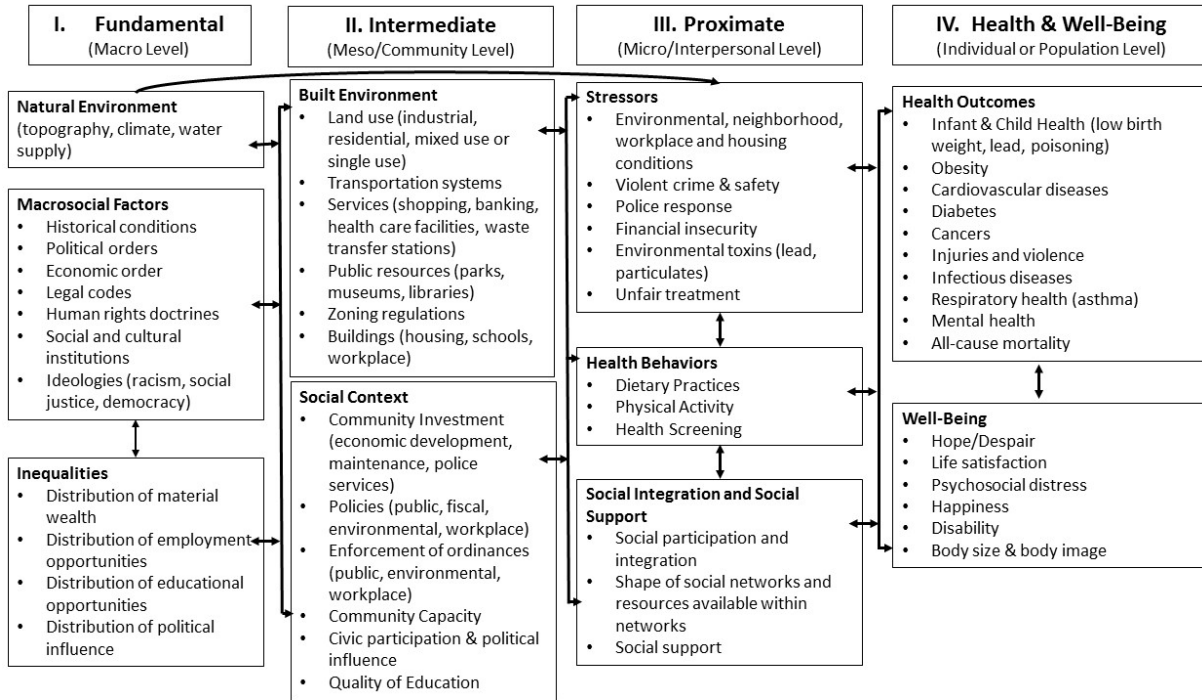 I. Fundamental
(Macro Level)
Natural Environment
(topography, climate, water
supply)
Macrosocial Factors
• Historical conditions
• Political orders
• Economic order
• Legal codes
• Human rights doctrines
• Social and cultural
institutions
• Ideologies (racism, social
justice, democracy)
Inequalities
• Distribution of material
wealth
• Distribution of employment
opportunities
• Distribution of educational
opportunities
• Distribution of political
influence
II. Intermediate
(Meso/Community Level)
Built Environment
• Land use (industrial,
residential, mixed use or
single use)
• Transportation systems
• Services (shopping, banking,
health care facilities, waste
transfer stations)
• Public resources (parks,
museums, libraries)
• Zoning regulations
• Buildings (housing, schools,
workplace)
Social Context
• Community Investment
(economic development,
maintenance, police
services)
• Policies (public, fiscal,
environmental, workplace)
• Enforcement of ordinances
(public, environmental,
workplace)
• Community Capacity
• Civic participation & political
influence
• Quality of Education
III. Proximate
(Micro/Interpersonal Level)
Stressors
• Environmental, neighborhood,
workplace and housing
conditions
• Violent crime & safety
• Police response
• Financial insecurity
• Environmental toxins (lead,
particulates)
• Unfair treatment
Health Behaviors
• Dietary Practices
• Physical Activity
• Health Screening
Social Integration and Social
Support
• Social participation and
integration
• Shape of social networks and
resources available within
networks
• Social support
IV. Health & Well-Being
(Individual or Population Level)
Health Outcomes
• Infant & Child Health (low birth
weight, lead, poisoning)
• Obesity
• Cardiovascular diseases
• Diabetes
• Cancers
• Injuries and violence
• Infectious diseases
• Respiratory health (asthma)
• Mental health
• All-cause mortality
Well-Being
• Hope/Despair
• Life satisfaction
• Psychosocial distress
• Happiness
• Disability
• Body size & body image